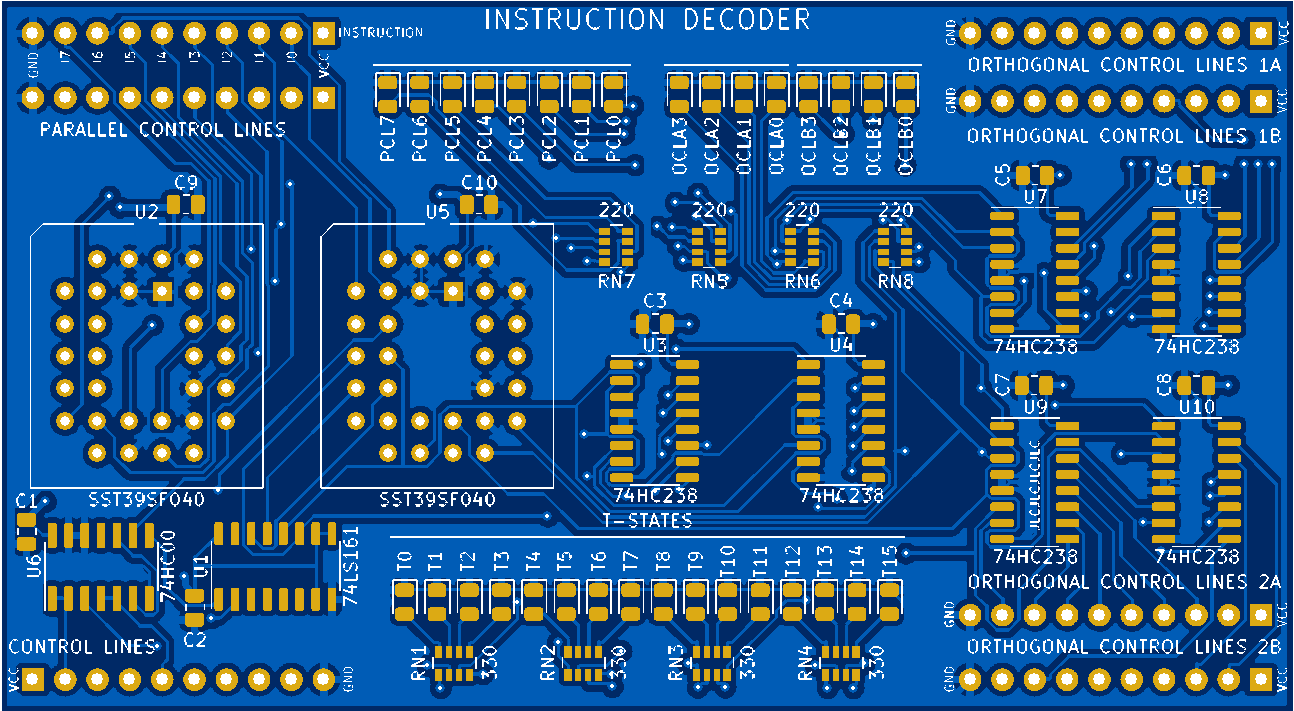 INSTRUCTION DECODER
INSTRUCTION
GND I7 I6 I5 I4 I3 I2 I1 I0 VCC
PARALLEL CONTROL LINES
PCL7 PCL6 PCL5 PCL4 PCL3 PCL2 PCL1 PCL0
OCLA3 OCLA2 OCLA1 OCLA0 OCLB3 OCLB2 OCLB1 OCLB0
GND VCC
ORTHOGONAL CONTROL LINES 1A
GND VCC
ORTHOGONAL CONTROL LINES 1B
C9
U2
C10
U5
220 220 220 220
RN7 RN5 RN6 RN8
C5
U7
C6
U8
C3
U3
C4
U4
74HC238 74HC238
C7
U9
C8
U10
JLCJLCJLCJLC
SST39SF040 SST39SF040
74HC238 74HC238
T-STATES
C1
U6
74HC00
U1
74LS161
C2
T0 T1 T2 T3 T4 T5 T6 T7 T8 T9 T10 T11 T12 T13 T14 T15
74HC238 74HC238
ORTHOGONAL CONTROL LINES 2A
GND VCC
CONTROL LINES
VCC GND
RN1 330 RN2 330 RN3 330 RN4 330
ORTHOGONAL CONTROL LINES 2B
GND VCC